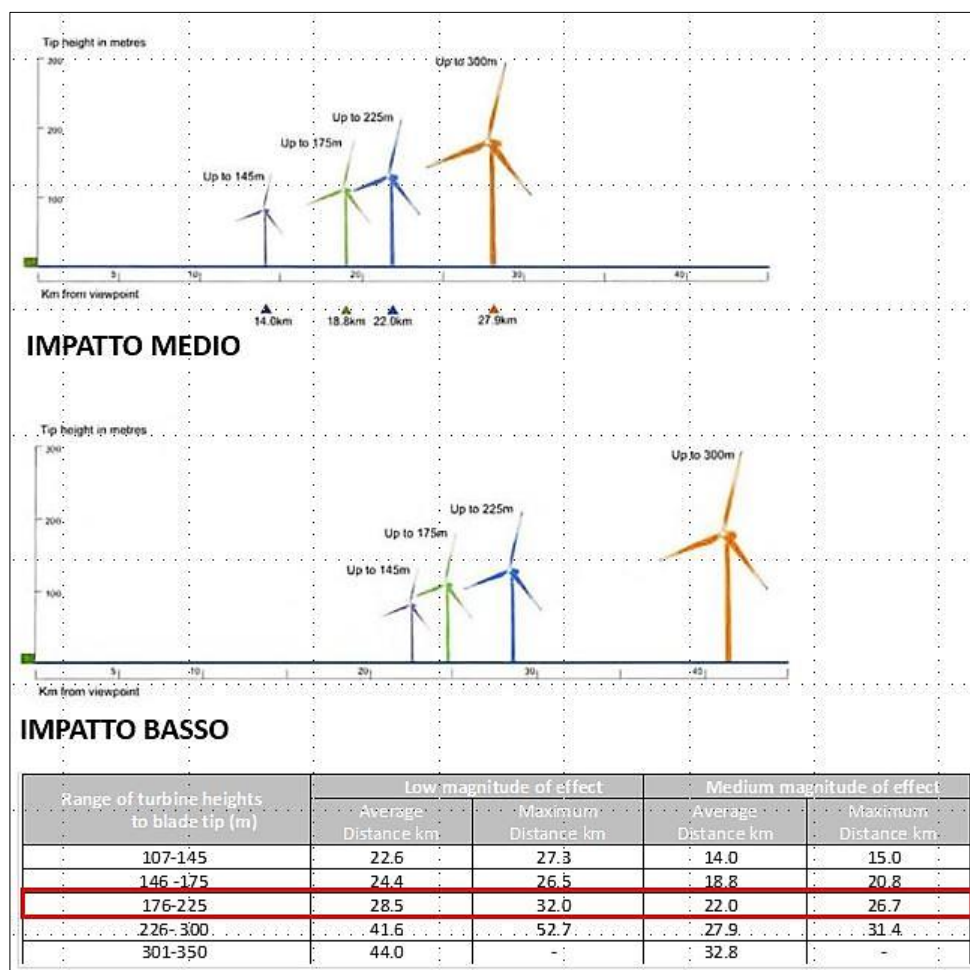 Tip height in metres
300
Up to 300m
200
Up to 225m
Up to 175m
Up to 145m
100
5 10 20 30 40
Km from viewpoint
14.0km 18.8km 22.0km 27.9km
IMPATTO MEDIO
Tip height in metres
300
Up to 300m
200
Up to 225m
Up to 175m
Up to 145m
100
5 10 20 30 40
Km from viewpoint
IMPATTO BASSO
Range of turbine heights to blade tip (m) Low magnitude of effect Medium magnitude of effect
Average Distance km Maximum Distance km Average Distance km Maximum Distance km
107-145 22.6 27.3 14.0 15.0
146 -175 24.4 26.5 18.8 20.8
176-225 28.5 32.0 22.0 26.7
226- 300 41.6 52.7 27.9 31.4
301-350 44.0 - 32.8 -